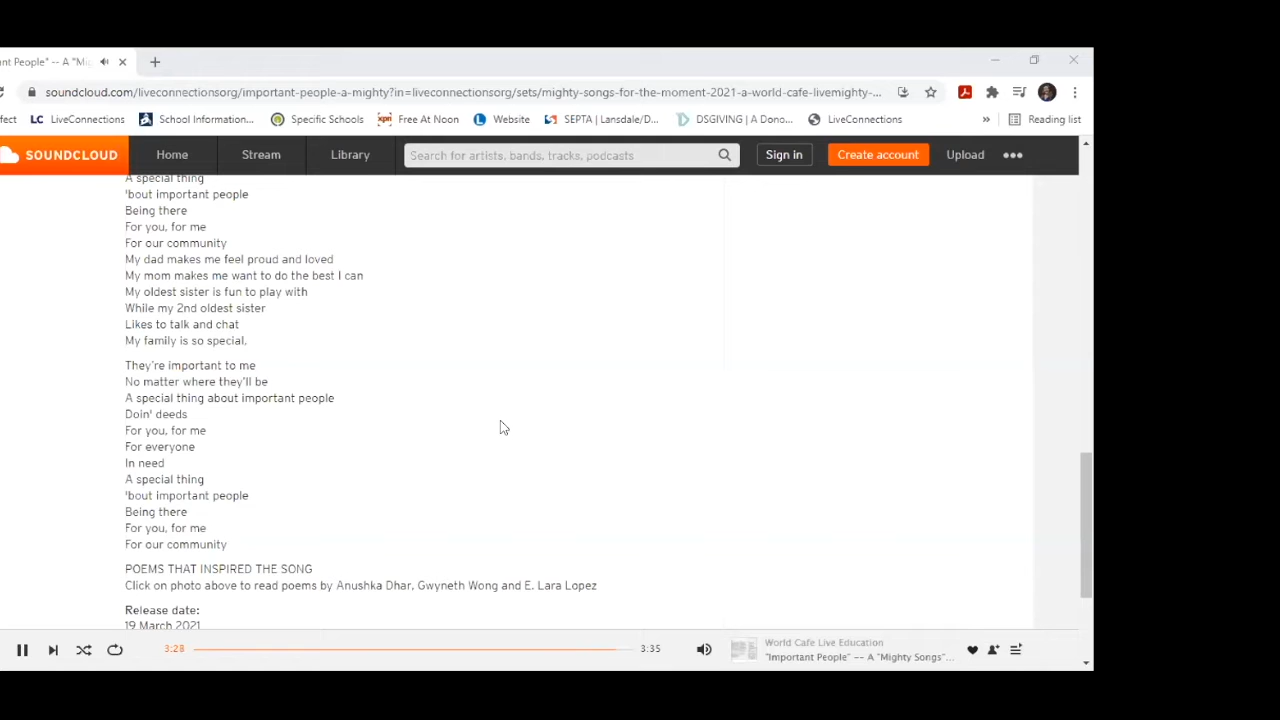 nt People" -- A "Mi
soundcloud.com/liveconnectionsorg/important-people-a-mighty?in=liveconnectionsorg/sets/mighty-songs-for-the-moment-2021-a-world-cafe-livemighty-...
fect
LC LiveConnections
School Information...
Specific Schools
xpn Free At Noon
Website
SEPTA | Lansdale/D...
DSGIVING | A Dono...
LiveConnections
»
Reading list
SOUNDCLOUD
Home
Stream
Library
Search for artists, bands, tracks, podcasts
Sign in
Create account
Upload
A special thing
'bout important people
Being there
For you, for me
For our community
My dad makes me feel proud and loved
My mom makes me want to do the best I can
My oldest sister is fun to play with
While my 2nd oldest sister
Likes to talk and chat
My family is so special,
They're important to me
No matter where they'll be
A special thing about important people
Doin' deeds
For you, for me
For everyone
In need
A special thing
'bout important people
Being there
For you, for me
For our community
POEMS THAT INSPIRED THE SONG
Click on photo above to read poems by Anushka Dhar, Gwyneth Wong and E. Lara Lopez
Release date:
19 March 2021
3:28
3:35
World Cafe Live Education
"Important People" -- A "Mighty Songs"...